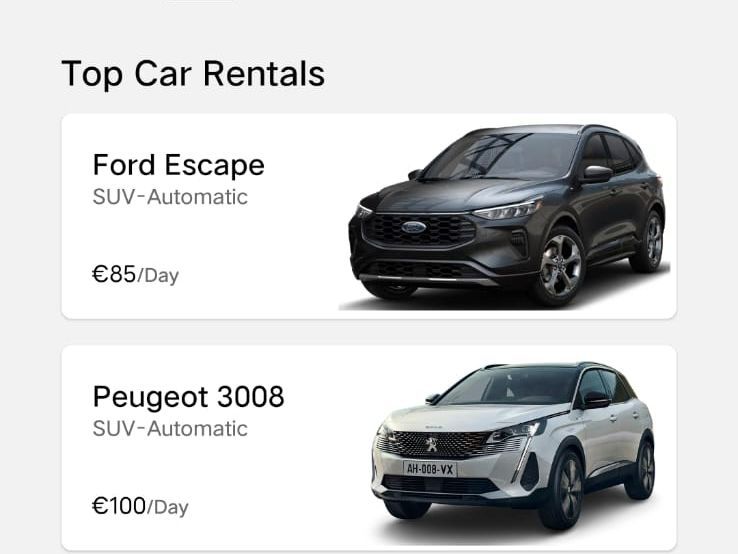 Top Car Rentals
Ford Escape
SUV-Automatic
€85/Day
Peugeot 3008
SUV-Automatic
AH-008-VX
€100/Day